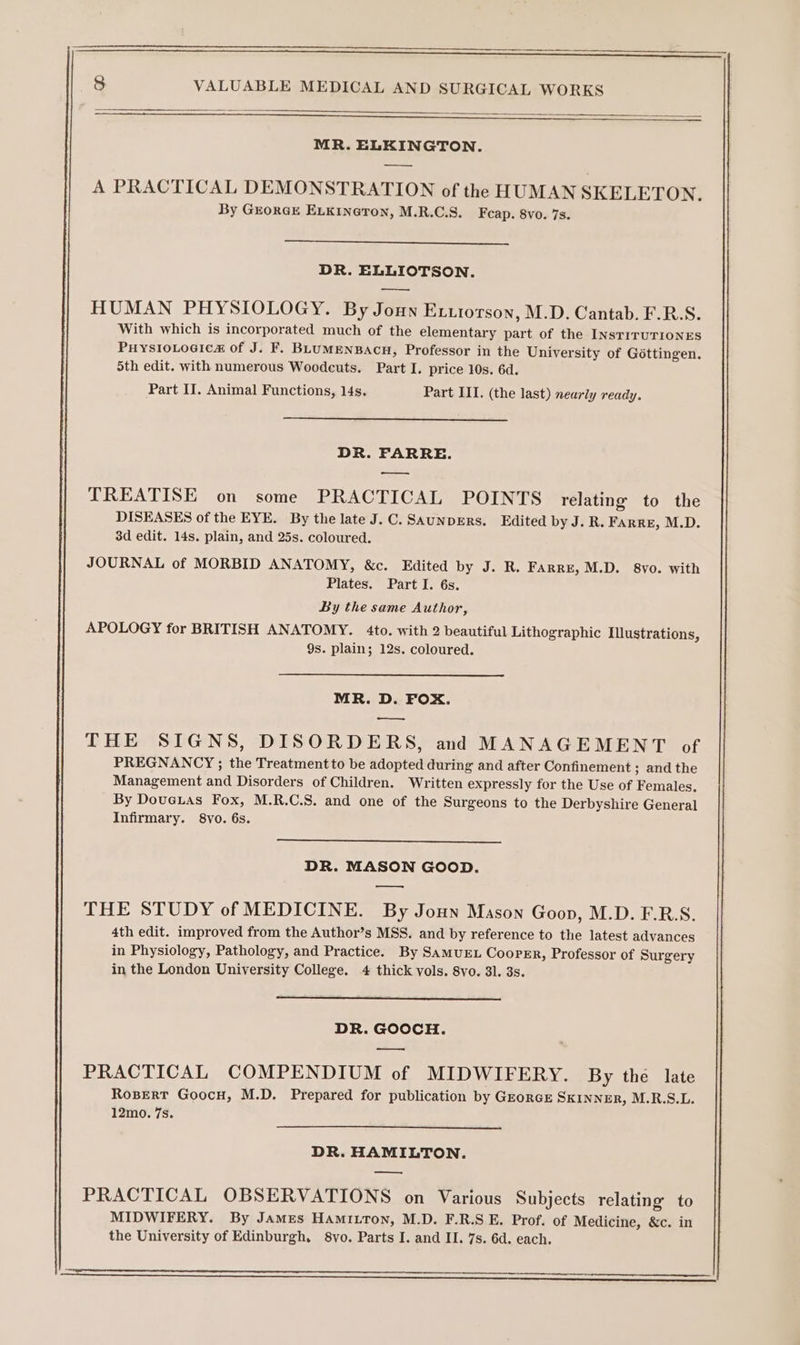 8 VALUABLE MEDICAL AND SURGICAL WORKS
MR. ELKINGTON.
A PRACTICAL DEMONSTRATION of the HUMAN SKELETON.
By GEORGE ELKINGTON, M.R.C.S. Fcap. 8vo. 7s.
DR. ELLIOTSON.
HUMAN PHYSIOLOGY. By JOHN ELLIOTSON, M.D. Cantab. F.R.S.
With which is incorporated much of the elementary part of the INSTITUTIONES
PHYSIOLOGICÆ of J. F. BLUMENBACH, Professor in the University of Göttingen.
5th edit. with numerous Woodcuts. Part I. price 10s. 6d.
Part II. Animal Functions, 14s. Part III. (the last) nearly ready.
DR. FARRE.
TREATISE on some PRACTICAL POINTS relating to the
DISEASES of the EYE. By the late J. C. SAUNDERS. Edited by J. R. FARRE, M.D.
3d edit. 14s. plain, and 25s. coloured.
JOURNAL of MORBID ANATOMY, &c. Edited by J. R. FARRE, M.D. 8vo. with
Plates. Part I. 6s.
By the same Author,
APOLOGY for BRITISH ANATOMY. 4to. with 2 beautiful Lithographic Illustrations,
9s. plain; 12s. coloured.
MR. D. FOX.
THE SIGNS, DISORDERS, and MANAGEMENT of
PREGNANCY; the Treatment to be adopted during and after Confinement; and the
Management and Disorders of Children. Written expressly for the Use of Females.
By DOUGLAS FOX, M.R.C.S. and one of the Surgeons to the Derbyshire General
Infirmary. 8vo. 6s.
DR. MASON GOOD.
THE STUDY of MEDICINE. By JOHN MASON GOOD, M.D. F.R.S.
4th edit. improved from the Author's MSS. and by reference to the latest advances
in Physiology, Pathology, and Practice. By SAMUEL COOPER, Professor of Surgery
in the London University College. 4 thick vols. 8vo. 3l. 3s.
DR. GOOCH.
PRACTICAL COMPENDIUM of MIDWIFERY. By the late
ROBERT GOOCH, M.D. Prepared for publication by GEORGE SKINNER, M.R.S.L.
12mo. 7s.
DR. HAMILTON.
PRACTICAL OBSERVATIONS on Various Subjects relating to
MIDWIFERY. By JAMES HAMILTON, M.D. F.R.S E. Prof. of Medicine, &c. in
the University of Edinburgh. 8vo. Parts I. and II. 7s. 6d. each.